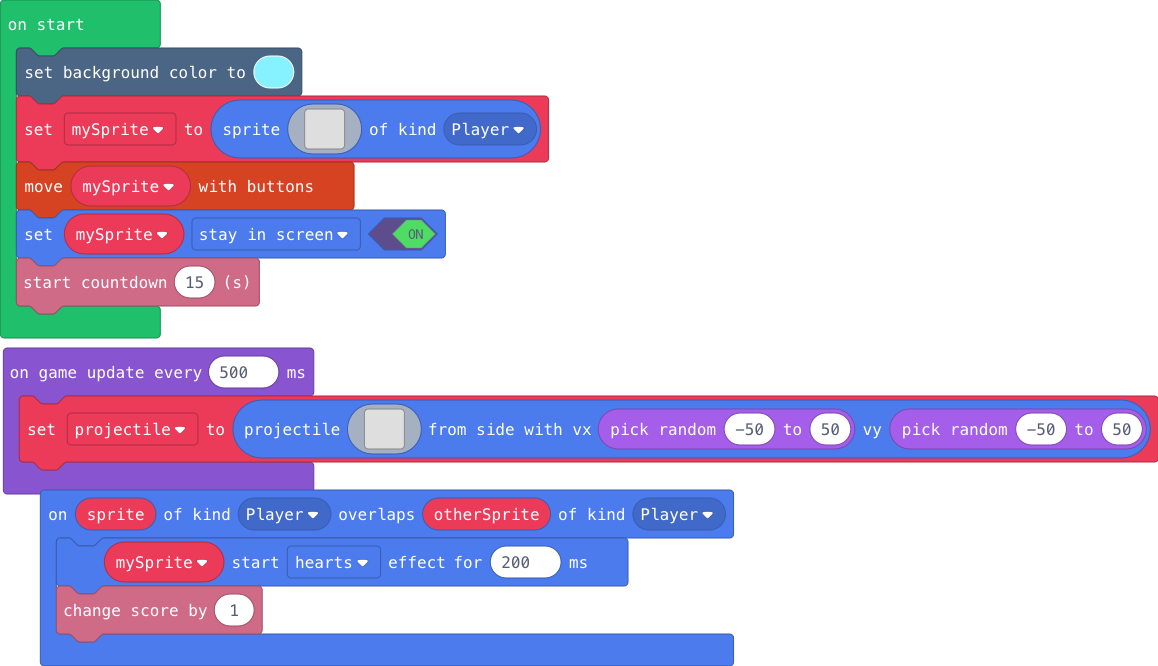 on start
set background color to
set mySprite to sprite of kind Player
move mySprite with buttons
set mySprite stay in screen ON
start countdown 15 (s)
on game update every 500 ms
set projectile to projectile from side with vx pick random -50 to 50 vy pick random -50 to 50
on sprite of kind Player overlaps otherSprite of kind Player
mySprite start hearts effect for 200 ms
change score by 1